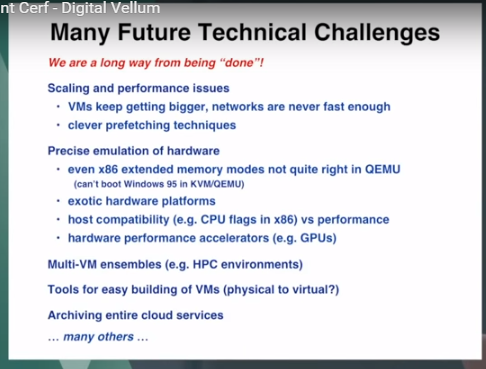 nt Cerf - Digital Vellum
Many Future Technical Challenges
We are a long way from being “done”!
Scaling and performance issues
• VMs keep getting bigger, networks are never fast enough
• clever prefetching techniques
Precise emulation of hardware
• even x86 extended memory modes not quite right in QEMU
(can’t boot Windows 95 in KVM/QEMU)
• exotic hardware platforms
• host compatibility (e.g. CPU flags in x86) vs performance
• hardware performance accelerators (e.g. GPUs)
Multi-VM ensembles (e.g. HPC environments)
Tools for easy building of VMs (physical to virtual?)
Archiving entire cloud services
… many others …